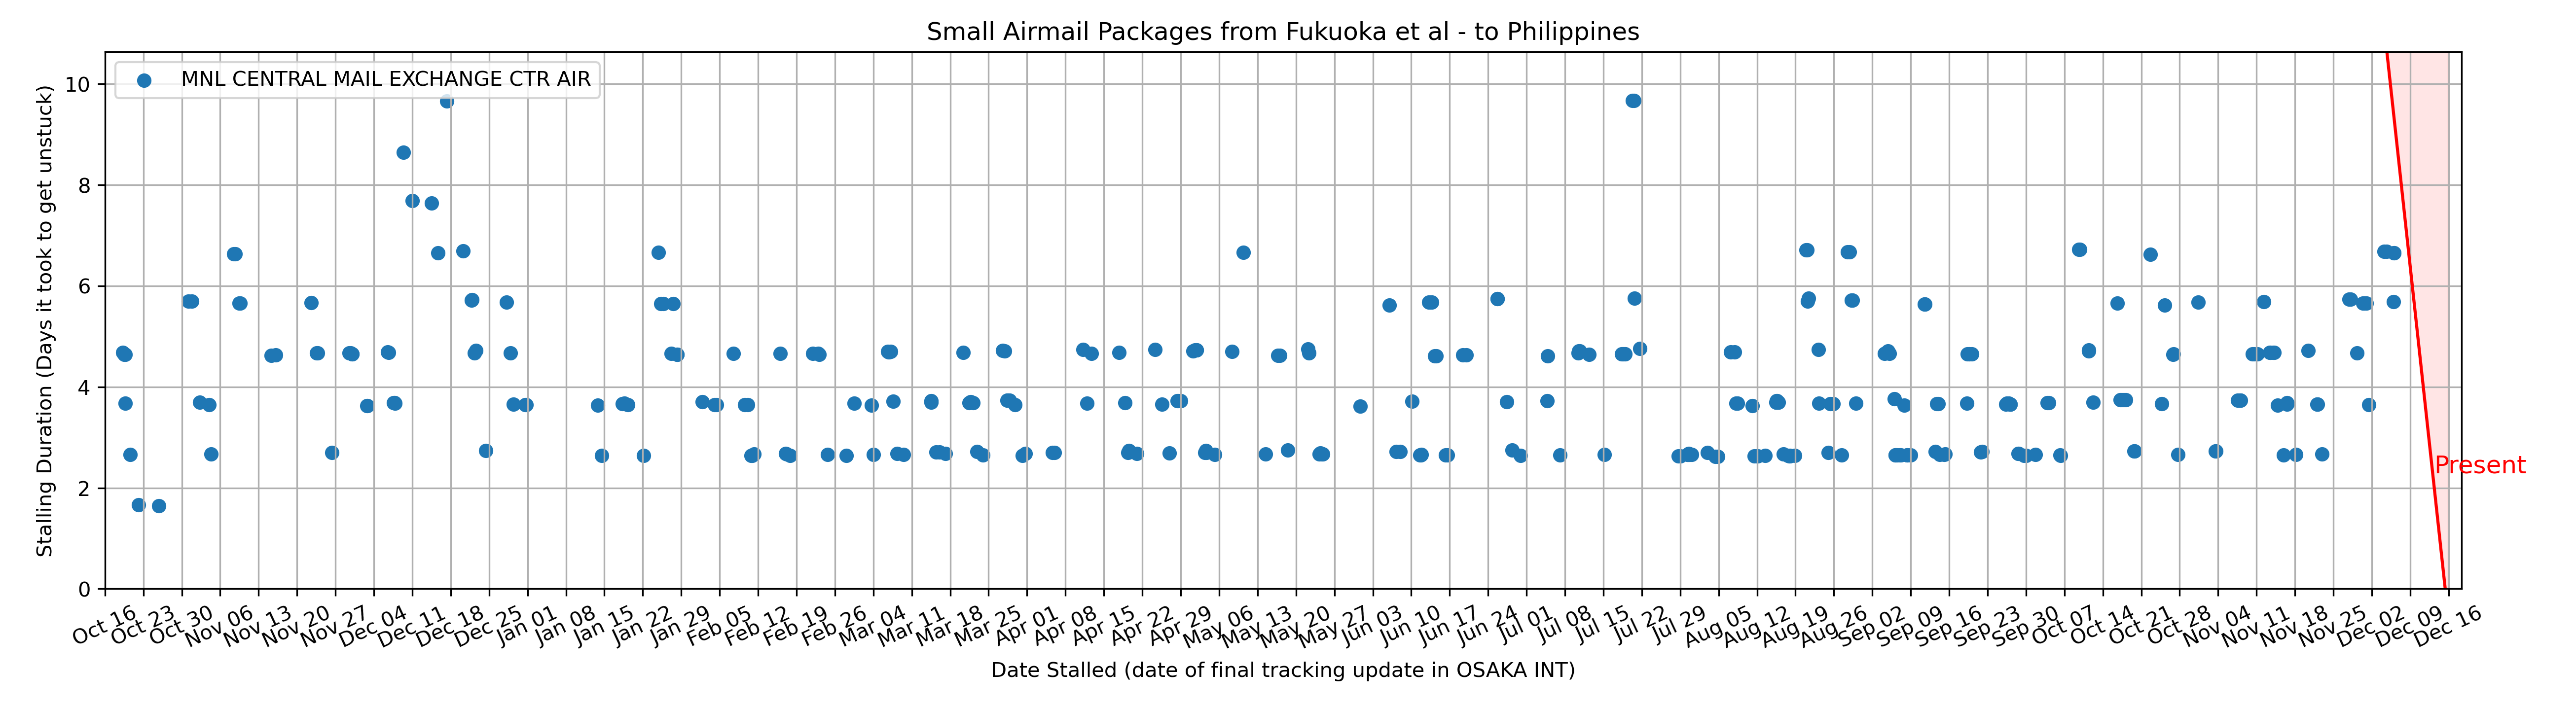 Small Airmail Packages from Fukuoka et al - to Philippines
MNL CENTRAL MAIL EXCHANGE CTR AIR
Stalling Duration (Days it took to get unstuck)
10
8
6
4
2
0
Present
Oct 16 Oct 23 Oct 30 Nov 06 Nov 13 Nov 20 Nov 27 Dec 04 Dec 11 Dec 18 Dec 25 Jan 01 Jan 08 Jan 15 Jan 22 Jan 29 Feb 05 Feb 12 Feb 19 Feb 26 Mar 04 Mar 11 Mar 18 Mar 25 Apr 01 Apr 08 Apr 15 Apr 22 Apr 29 May 06 May 13 May 20 May 27 Jun 03 Jun 10 Jun 17 Jun 24 Jul 01 Jul 08 Jul 15 Jul 22 Jul 29 Aug 05 Aug 12 Aug 19 Aug 26 Sep 02 Sep 09 Sep 16 Sep 23 Sep 30 Oct 07 Oct 14 Oct 21 Oct 28 Nov 04 Nov 11 Nov 18 Nov 25 Dec 02 Dec 09 Dec 16
Date Stalled (date of final tracking update in OSAKA INT)